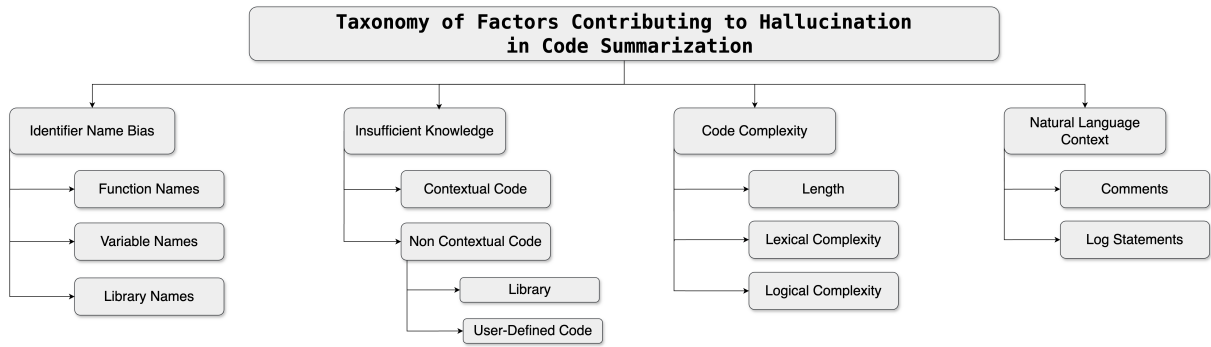 Taxonomy of Factors Contributing to Hallucination
in Code Summarization
Identifier Name Bias
Function Names
Variable Names
Library Names
Insufficient Knowledge
Contextual Code
Non Contextual Code
Library
User-Defined Code
Code Complexity
Length
Lexical Complexity
Logical Complexity
Natural Language
Context
Comments
Log Statements